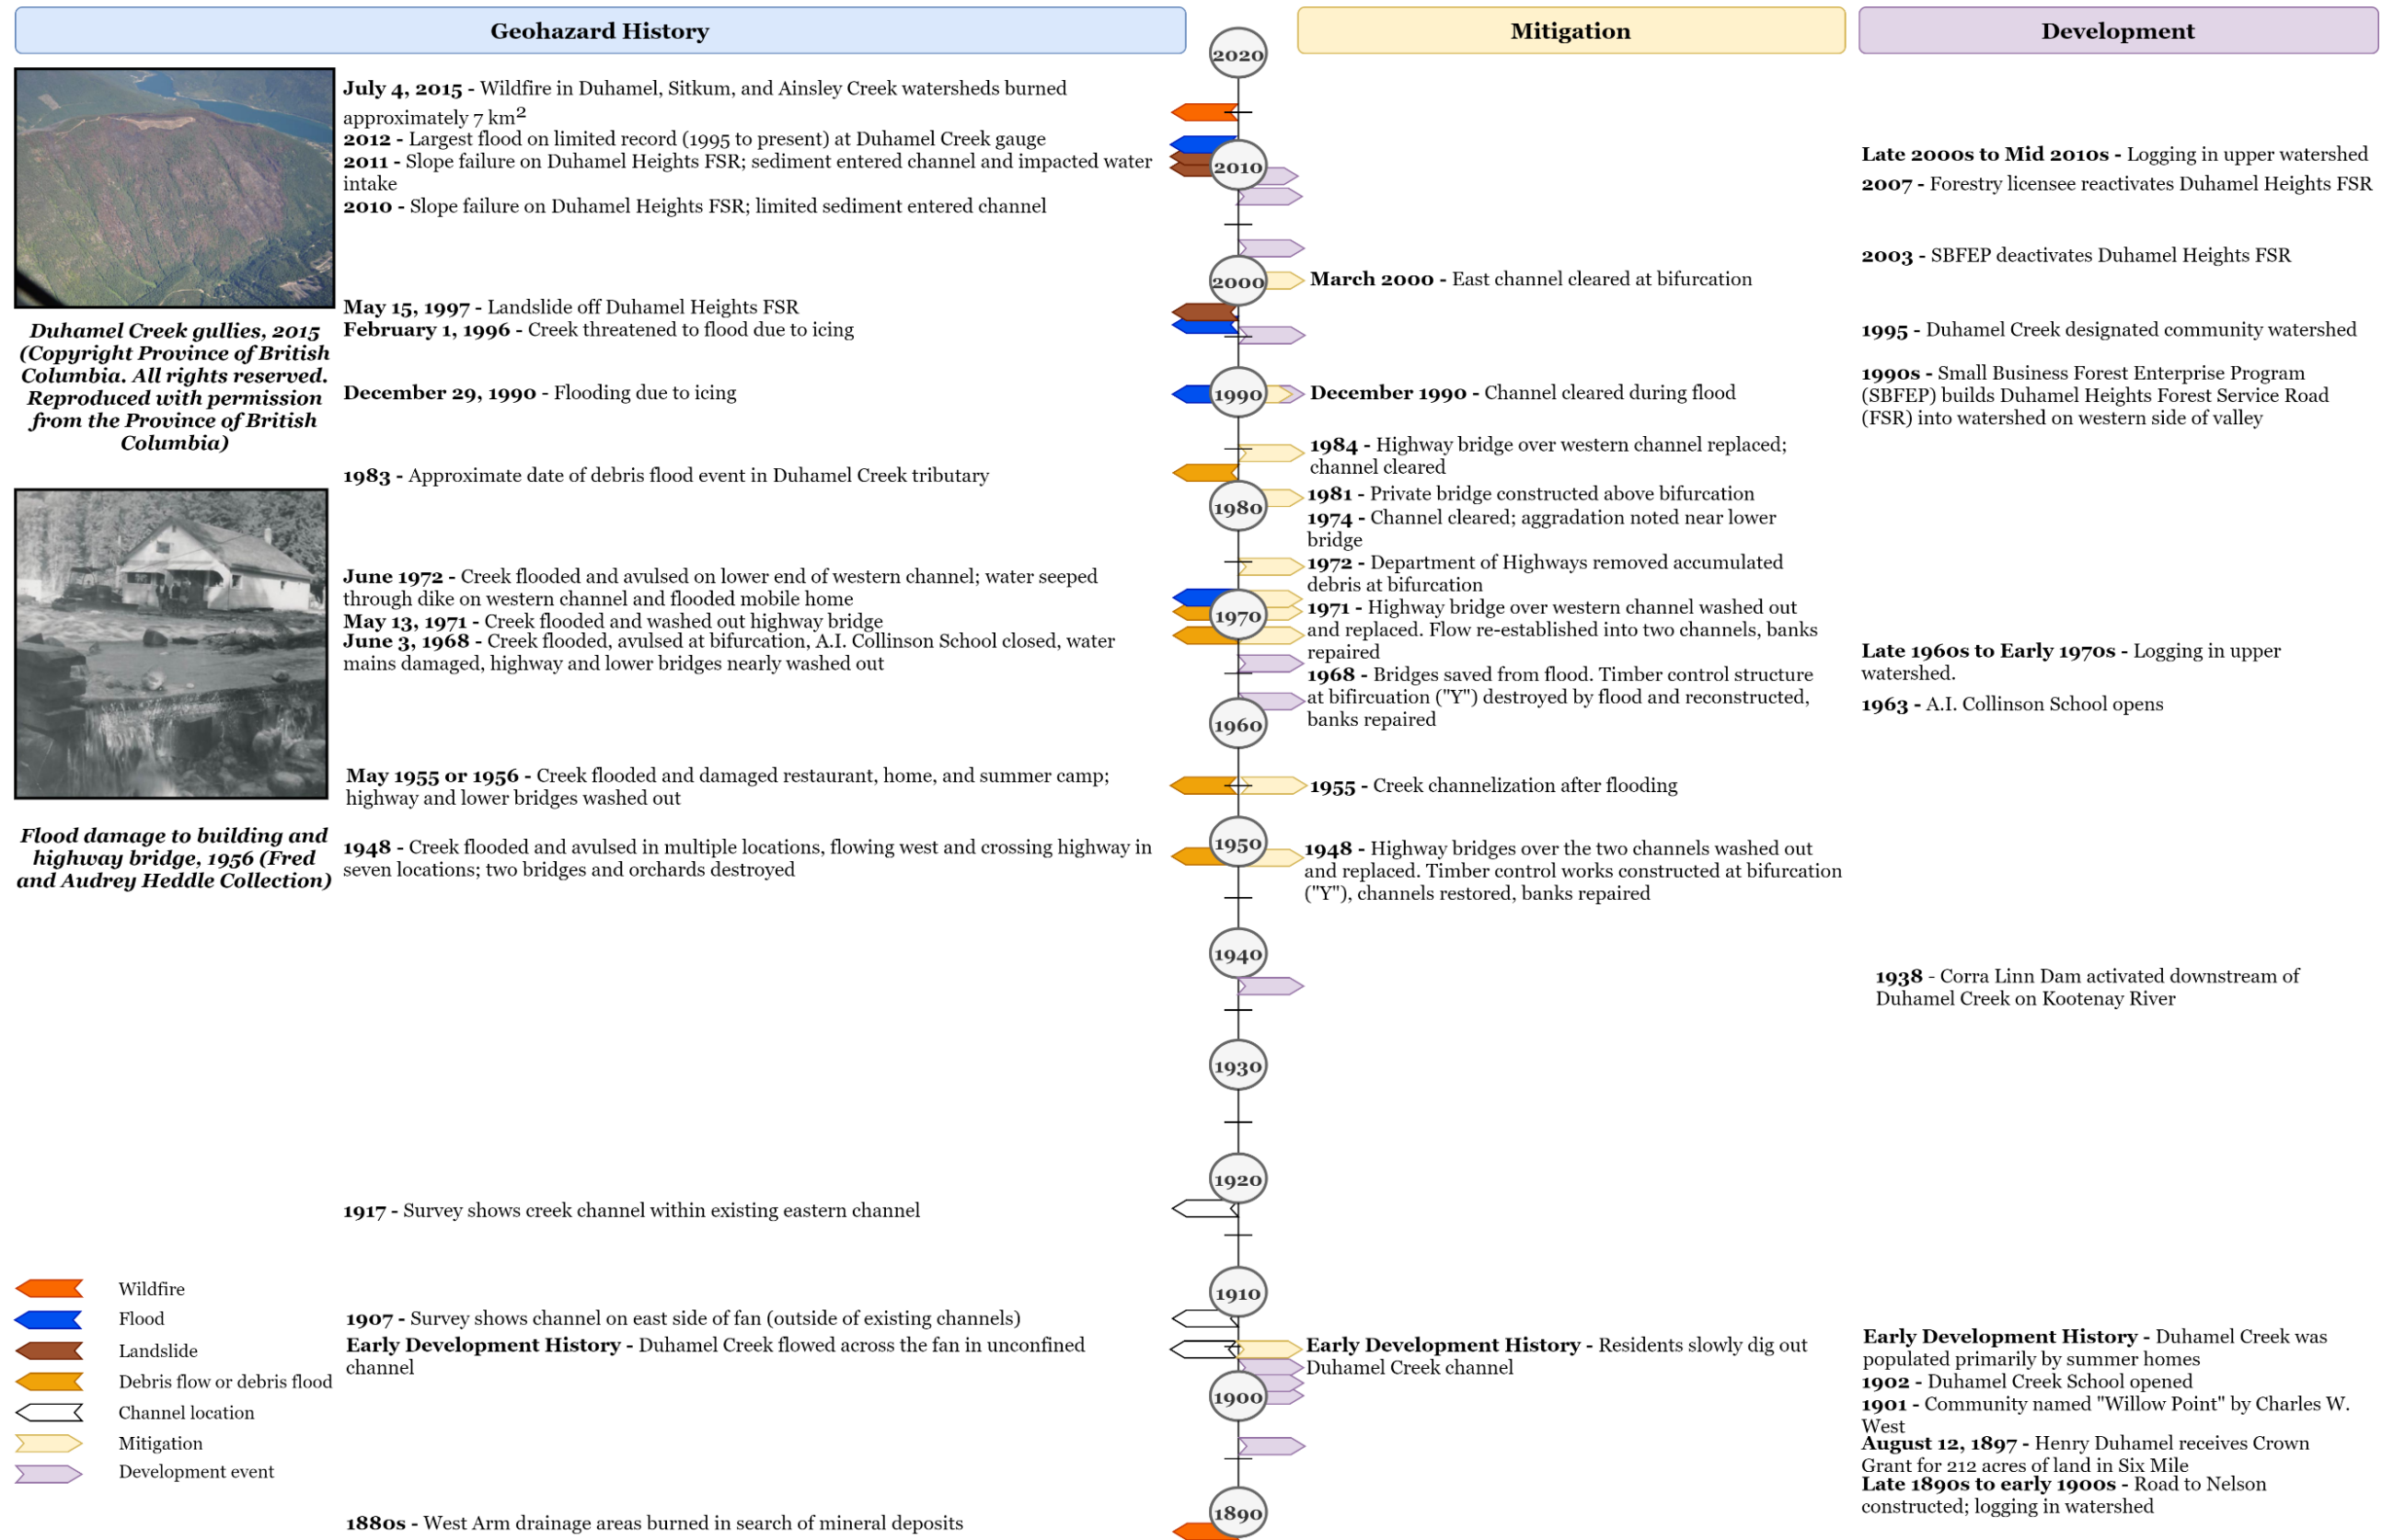 Geohazard History
Mitigation
Development
July 4, 2015 - Wildfire in Duhamel, Sitkum, and Ainsley Creek watersheds burned
approximately 7 km²
2012 - Largest flood on limited record (1995 to present) at Duhamel Creek gauge
2011 - Slope failure on Duhamel Heights FSR; sediment entered channel and impacted water
intake
2010 - Slope failure on Duhamel Heights FSR; limited sediment entered channel
May 15, 1997 - Landslide off Duhamel Heights FSR
February 1, 1996 - Creek threatened to flood due to icing
December 29, 1990 - Flooding due to icing
1983 - Approximate date of debris flood event in Duhamel Creek tributary
June 1972 - Creek flooded and avulsed on lower end of western channel; water seeped
through dike on western channel and flooded mobile home
May 13, 1971 - Creek flooded and washed out highway bridge
June 3, 1968 - Creek flooded, avulsed at bifurcation, A.I. Collinson School closed, water
mains damaged, highway and lower bridges nearly washed out
May 1955 or 1956 - Creek flooded and damaged restaurant, home, and summer camp;
highway and lower bridges washed out
1948 - Creek flooded and avulsed in multiple locations, flowing west and crossing highway in
seven locations; two bridges and orchards destroyed
1917 - Survey shows creek channel within existing eastern channel
1907 - Survey shows channel on east side of fan (outside of existing channels)
Early Development History - Duhamel Creek flowed across the fan in unconfined
channel
1880s - West Arm drainage areas burned in search of mineral deposits
Duhamel Creek gullies, 2015
(Copyright Province of British
Columbia. All rights reserved.
Reproduced with permission
from the Province of British
Columbia)
Flood damage to building and
highway bridge, 1956 (Fred
and Audrey Heddle Collection)
Wildfire
Flood
Landslide
Debris flow or debris flood
Channel location
Mitigation
Development event
2020
2010
2000
1990
1980
1970
1960
1950
1940
1930
1920
1910
1900
1890
March 2000 - East channel cleared at bifurcation
December 1990 - Channel cleared during flood
1984 - Highway bridge over western channel replaced;
channel cleared
1981 - Private bridge constructed above bifurcation
1974 - Channel cleared; aggradation noted near lower
bridge
1972 - Department of Highways removed accumulated
debris at bifurcation
1971 - Highway bridge over western channel washed out
and replaced. Flow re-established into two channels, banks
repaired
1968 - Bridges saved from flood. Timber control structure
at bifircuation ("Y") destroyed by flood and reconstructed,
banks repaired
1955 - Creek channelization after flooding
1948 - Highway bridges over the two channels washed out
and replaced. Timber control works constructed at bifurcation
("Y"), channels restored, banks repaired
Early Development History - Residents slowly dig out
Duhamel Creek channel
Late 2000s to Mid 2010s - Logging in upper watershed
2007 - Forestry licensee reactivates Duhamel Heights FSR
2003 - SBFEP deactivates Duhamel Heights FSR
1995 - Duhamel Creek designated community watershed
1990s - Small Business Forest Enterprise Program
(SBFEP) builds Duhamel Heights Forest Service Road
(FSR) into watershed on western side of valley
Late 1960s to Early 1970s - Logging in upper
watershed.
1963 - A.I. Collinson School opens
1938 - Corra Linn Dam activated downstream of
Duhamel Creek on Kootenay River
Early Development History - Duhamel Creek was
populated primarily by summer homes
1902 - Duhamel Creek School opened
1901 - Community named "Willow Point" by Charles W.
West
August 12, 1897 - Henry Duhamel receives Crown
Grant for 212 acres of land in Six Mile
Late 1890s to early 1900s - Road to Nelson
constructed; logging in watershed